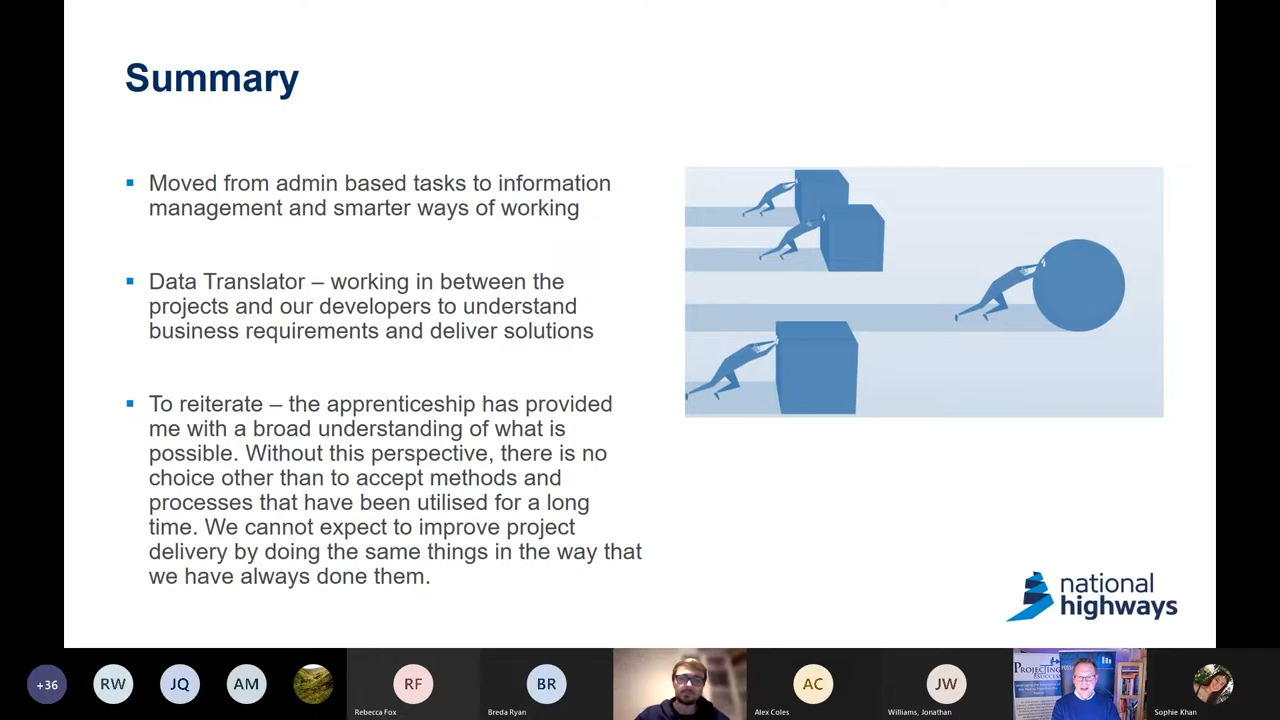 Summary
▪ Moved from admin based tasks to information
management and smarter ways of working
▪ Data Translator – working in between the
projects and our developers to understand
business requirements and deliver solutions
▪ To reiterate – the apprenticeship has provided
me with a broad understanding of what is
possible. Without this perspective, there is no
choice other than to accept methods and
processes that have been utilised for a long
time. We cannot expect to improve project
delivery by doing the same things in the way that
we have always done them.
national
highways
+36
RW
JQ
AM
RF
Rebecca Fox
BR
Breda Ryan
AC
Alex Coles
JW
Williams, Jonathan
PROJECTING
SUCCESS
Sophie Khan